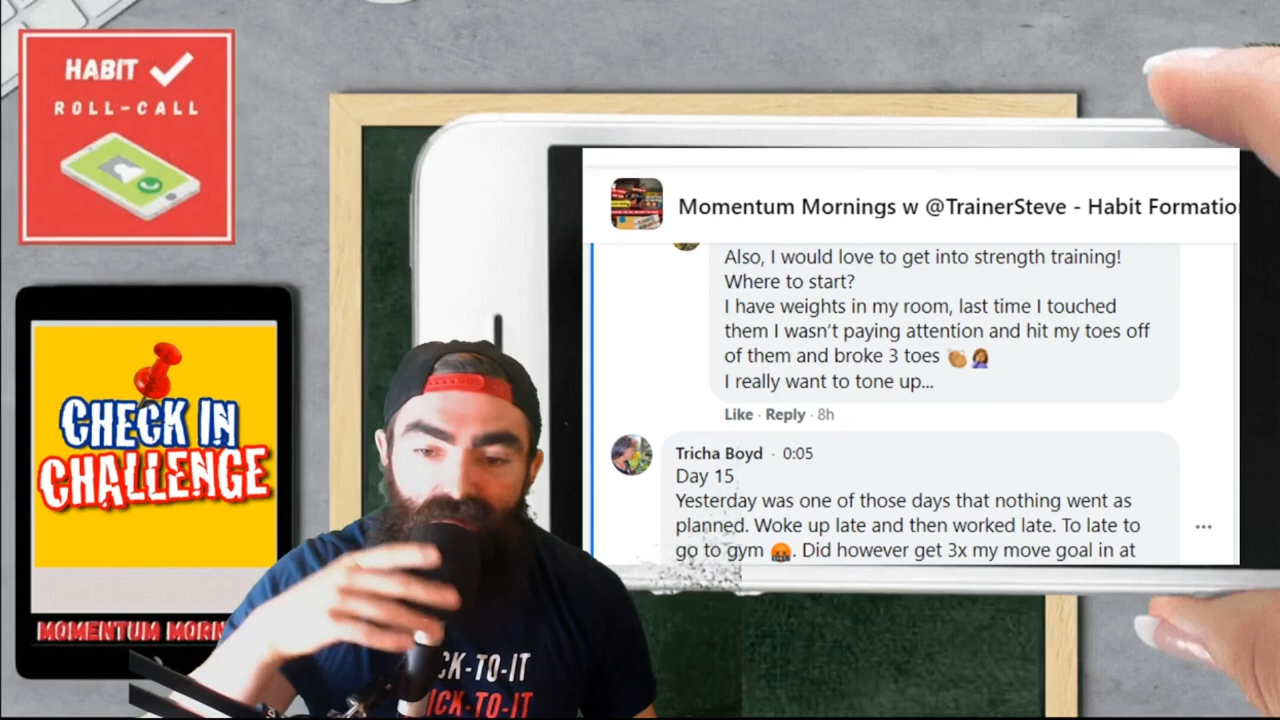 HABIT
ROLL-CALL
CHECK IN
CHALLENGE
MOMENTUM MORN
Momentum Mornings w @TrainerSteve - Habit Formatio
Also, I would love to get into strength training!
Where to start?
I have weights in my room, last time I touched
them I wasn't paying attention and hit my toes off
of them and broke 3 toes 👏🏽🤦🏽‍♀️
I really want to tone up...
Like · Reply · 8h
Tricha Boyd · 0:05
Day 15
Yesterday was one of those days that nothing went as
planned. Woke up late and then worked late. To late to
go to gym 🤬. Did however get 3x my move goal in at
CK-TO-IT
ICK-TO-IT